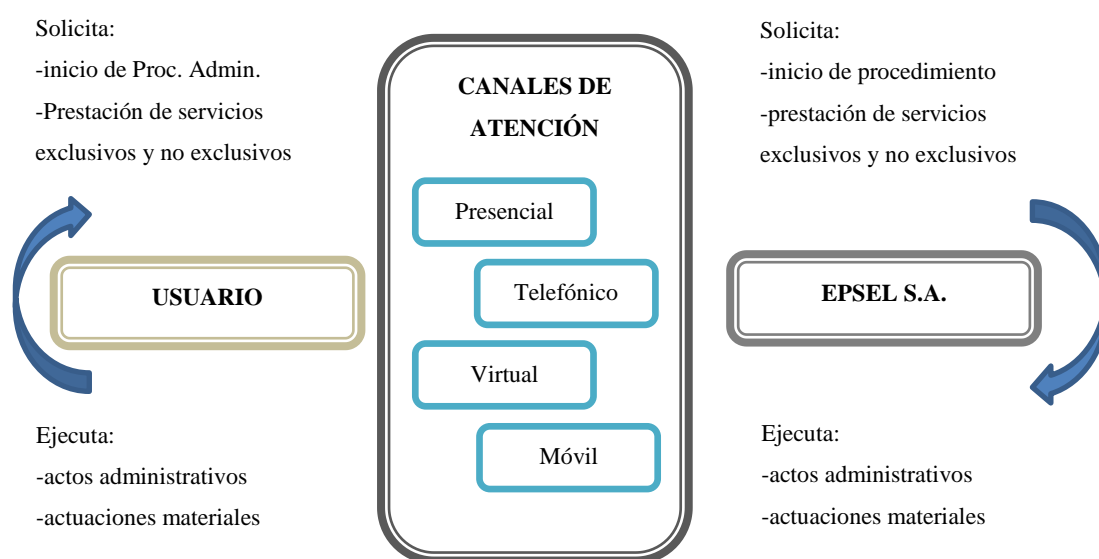 Solicita:
-inicio de Proc. Admin.
-Prestación de servicios
exclusivos y no exclusivos
USUARIO
Ejecuta:
-actos administrativos
-actuaciones materiales
CANALES DE
ATENCIÓN
Presencial
Telefónico
Virtual
Móvil
Solicita:
-inicio de procedimiento
-prestación de servicios
exclusivos y no exclusivos
EPSEL S.A.
Ejecuta:
-actos administrativos
-actuaciones materiales